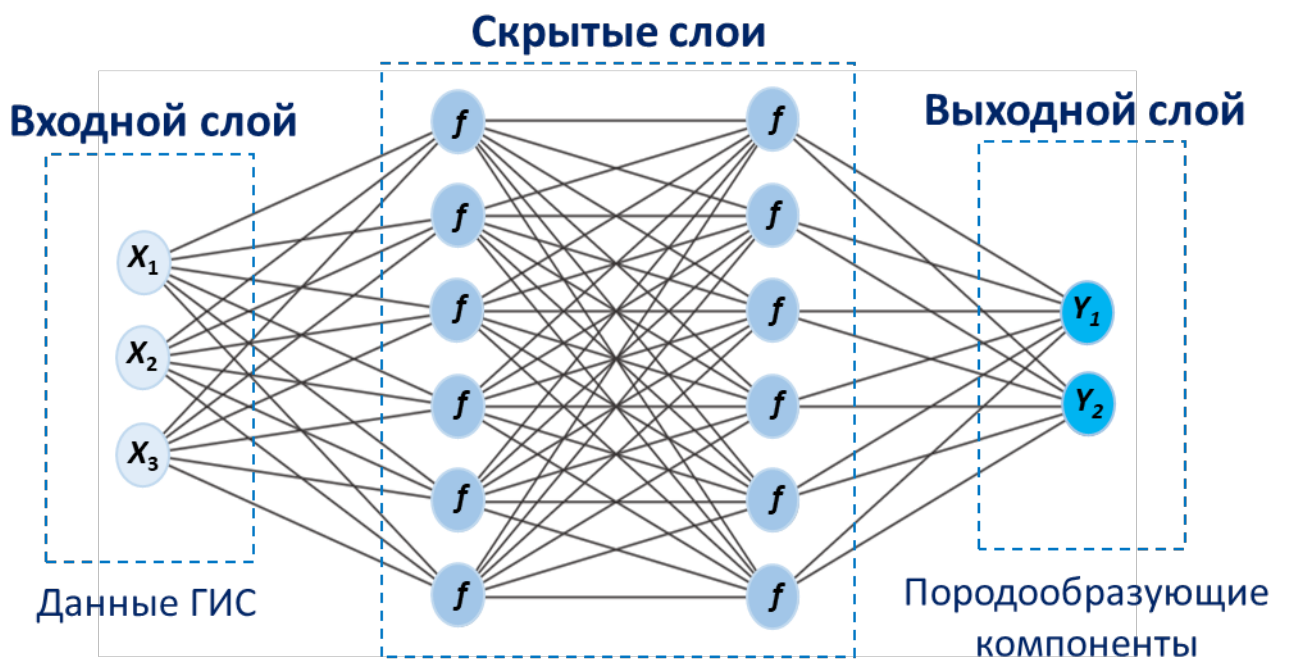 Скрытые слои
Входной слой
Выходной слой
X1
X2
X3
f
f
f
f
f
f
f
f
f
f
f
f
Y1
Y2
Данные ГИС
Породообразующие
компоненты